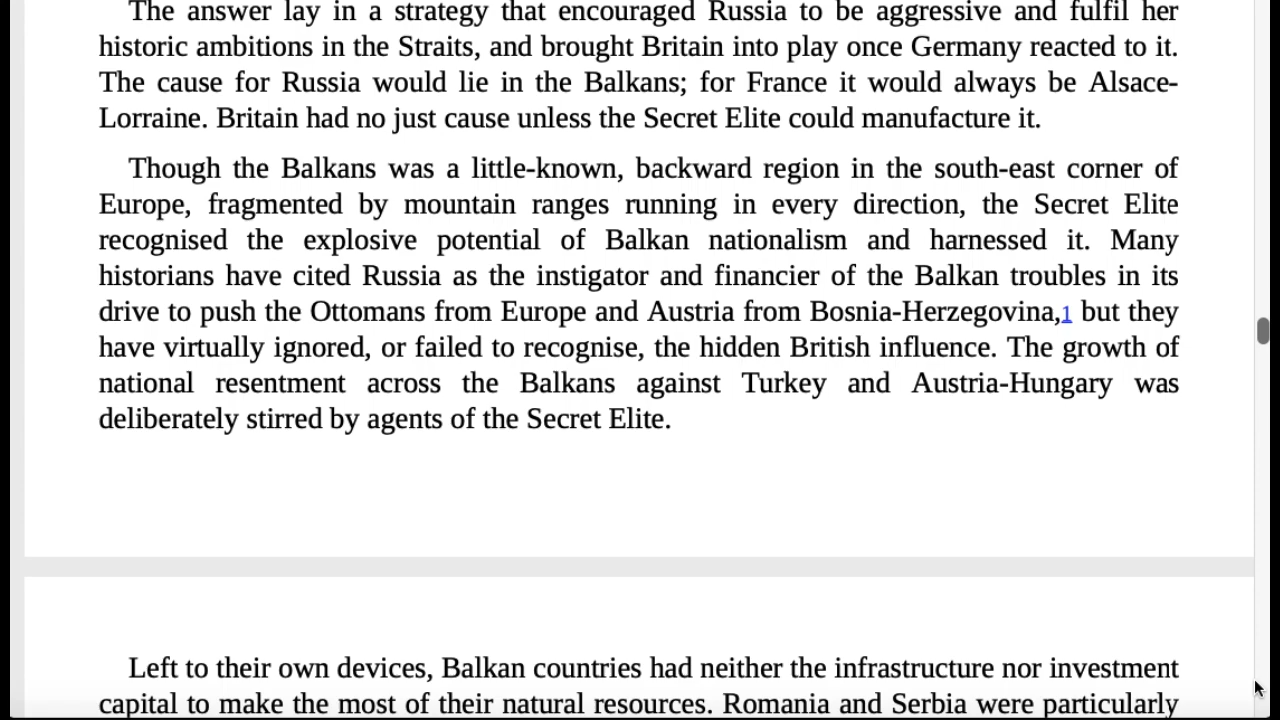 The answer lay in a strategy that encouraged Russia to be aggressive and fulfil her
historic ambitions in the Straits, and brought Britain into play once Germany reacted to it.
The cause for Russia would lie in the Balkans; for France it would always be Alsace-
Lorraine. Britain had no just cause unless the Secret Elite could manufacture it.
Though the Balkans was a little-known, backward region in the south-east corner of
Europe, fragmented by mountain ranges running in every direction, the Secret Elite
recognised the explosive potential of Balkan nationalism and harnessed it. Many
historians have cited Russia as the instigator and financier of the Balkan troubles in its
drive to push the Ottomans from Europe and Austria from Bosnia-Herzegovina,1 but they
have virtually ignored, or failed to recognise, the hidden British influence. The growth of
national resentment across the Balkans against Turkey and Austria-Hungary was
deliberately stirred by agents of the Secret Elite.
Left to their own devices, Balkan countries had neither the infrastructure nor investment
capital to make the most of their natural resources. Romania and Serbia were particularly